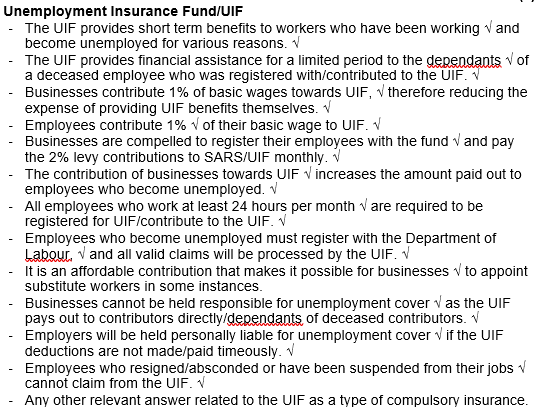 Unemployment Insurance Fund/UIF
- The UIF provides short term benefits to workers who have been working √ and
become unemployed for various reasons. √
- The UIF provides financial assistance for a limited period to the dependants √ of
a deceased employee who was registered with/contributed to the UIF. √
- Businesses contribute 1% of basic wages towards UIF, √ therefore reducing the
expense of providing UIF benefits themselves. √
- Employees contribute 1% √ of their basic wage to UIF. √
- Businesses are compelled to register their employees with the fund √ and pay
the 2% levy contributions to SARS/UIF monthly. √
- The contribution of businesses towards UIF √ increases the amount paid out to
employees who become unemployed. √
- All employees who work at least 24 hours per month √ are required to be
registered for UIF/contribute to the UIF. √
- Employees who become unemployed must register with the Department of
Labour, √ and all valid claims will be processed by the UIF. √
- It is an affordable contribution that makes it possible for businesses √ to appoint
substitute workers in some instances.
- Businesses cannot be held responsible for unemployment cover √ as the UIF
pays out to contributors directly/dependants of deceased contributors. √
- Employers will be held personally liable for unemployment cover √ if the UIF
deductions are not made/paid timeously. √
- Employees who resigned/absconded or have been suspended from their jobs √
cannot claim from the UIF. √
- Any other relevant answer related to the UIF as a type of compulsory insurance.